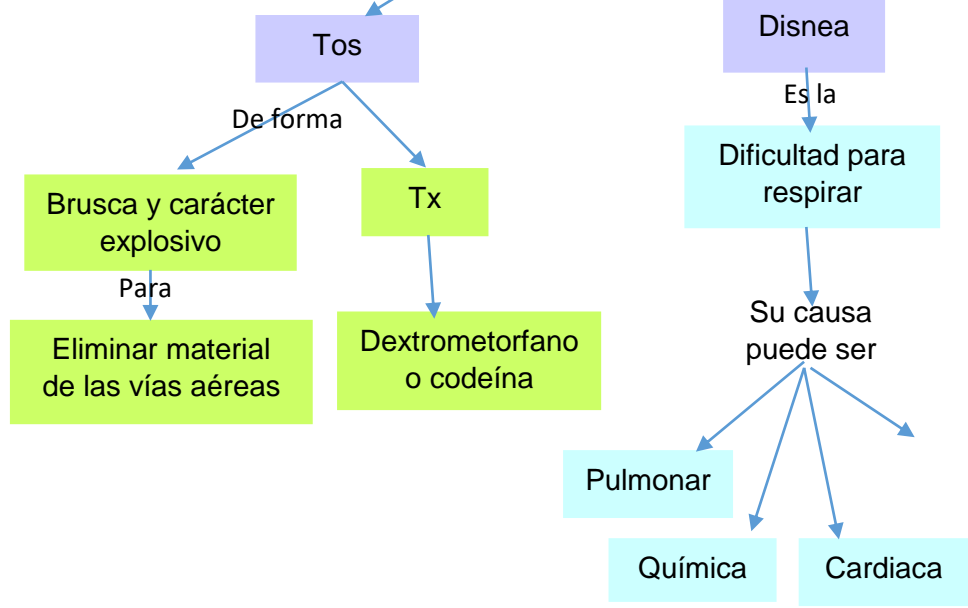 Tos
De forma
Brusca y carácter
explosivo
Para
Eliminar material
de las vías aéreas
Tx
Dextrometorfano
o codeína
Disnea
Es la
Dificultad para
respirar
Su causa
puede ser
Pulmonar
Química
Cardiaca